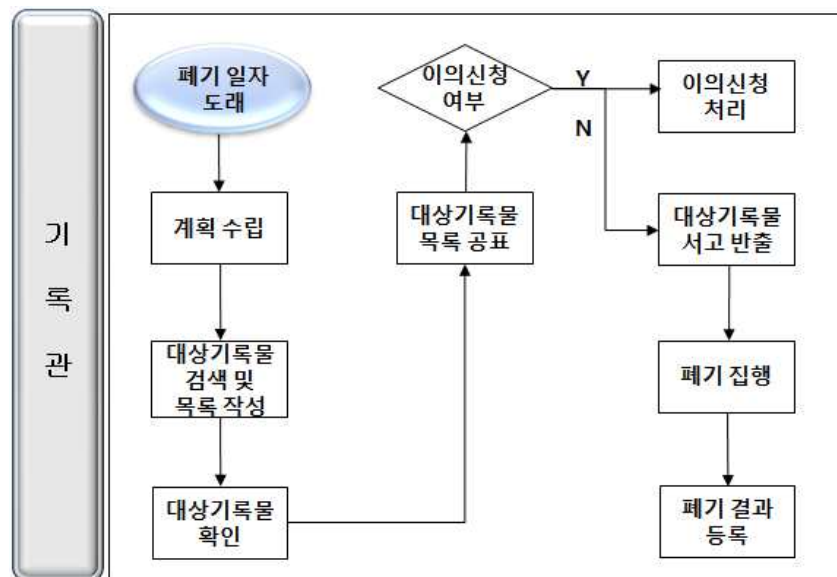 기
록
관
폐기 일자
도래
계획 수립
대상기록물
검색 및
목록 작성
대상기록물
확인
대상기록물
목록 공표
이의신청
여부
Y
N
이의신청
처리
대상기록물
서고 반출
폐기 집행
폐기 결과
등록